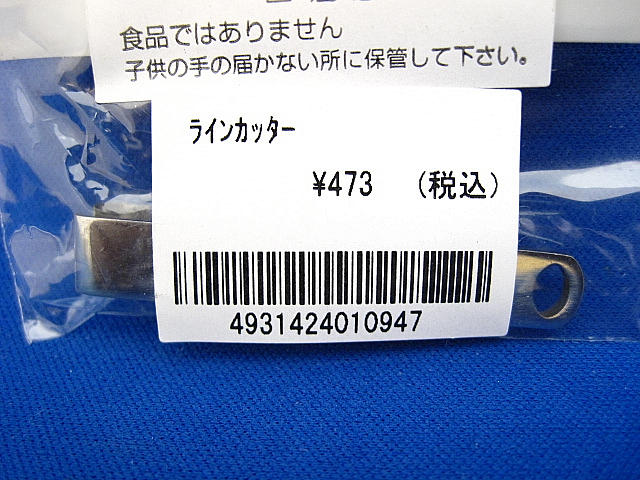 食品ではありません
子供の手の届かない所に保管して下さい。
ラインカッター
¥473 (税込)
4931424010947